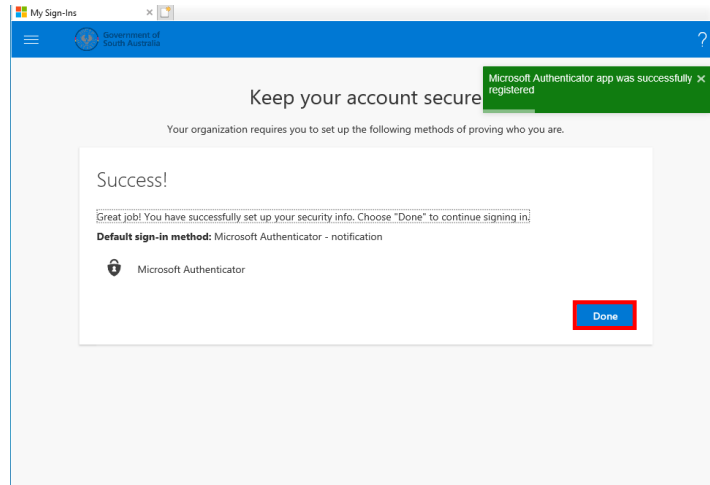 My Sign-Ins
Government of
South Australia
?
Microsoft Authenticator app was successfully
registered
Keep your account secure
Your organization requires you to set up the following methods of proving who you are.
Success!
Great job! You have successfully set up your security info. Choose "Done" to continue signing in.
Default sign-in method: Microsoft Authenticator - notification
Microsoft Authenticator
Done